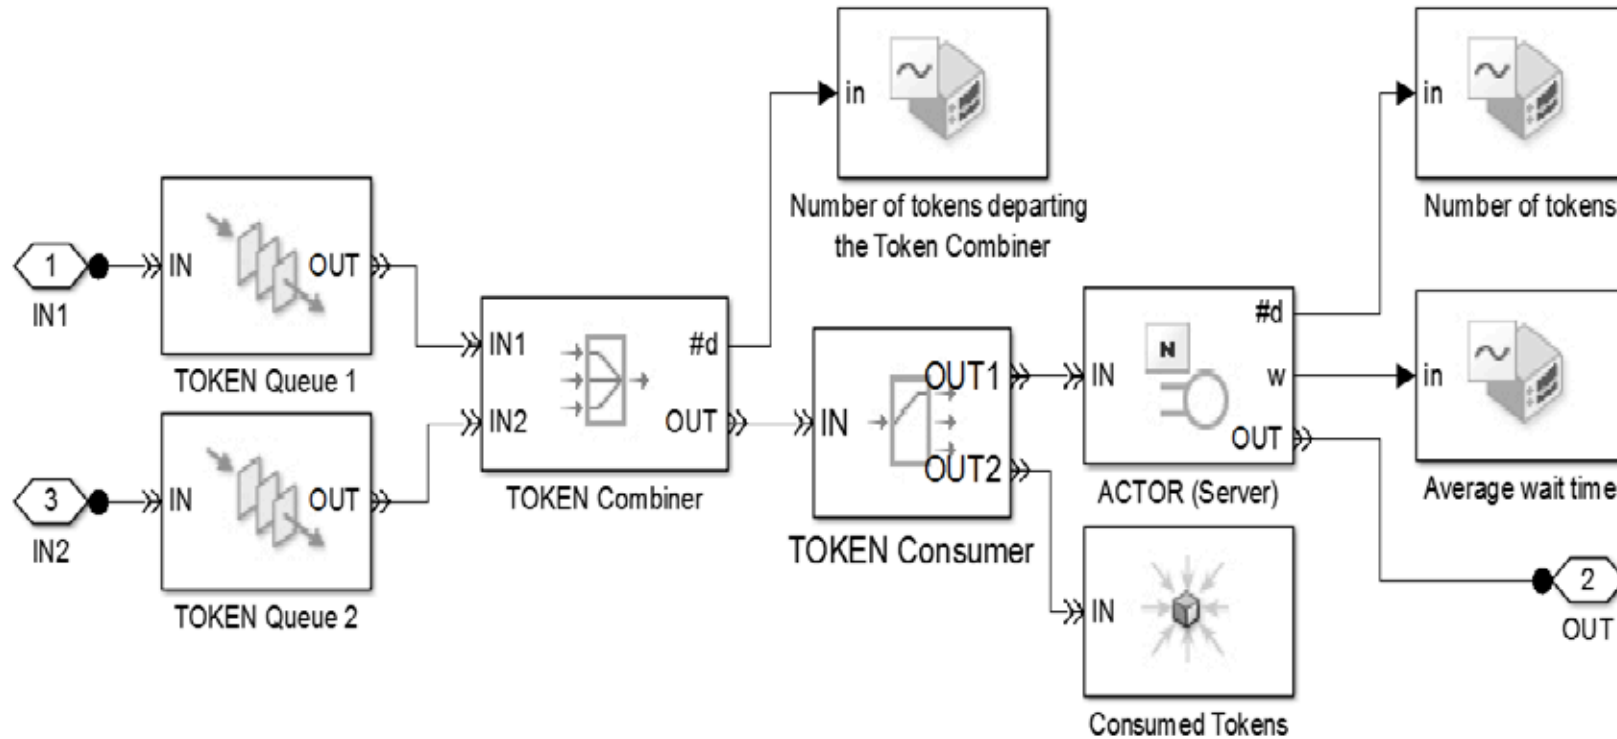 in
in
Number of tokens departing
the Token Combiner
Number of tokens
1
IN1
IN
OUT
TOKEN Queue 1
IN1
#d
IN2
OUT
TOKEN Combiner
IN
OUT1
OUT2
TOKEN Consumer
IN
N
#d
w
OUT
ACTOR (Server)
in
Average wait time
3
IN2
IN
OUT
TOKEN Queue 2
IN
Consumed Tokens
2
OUT